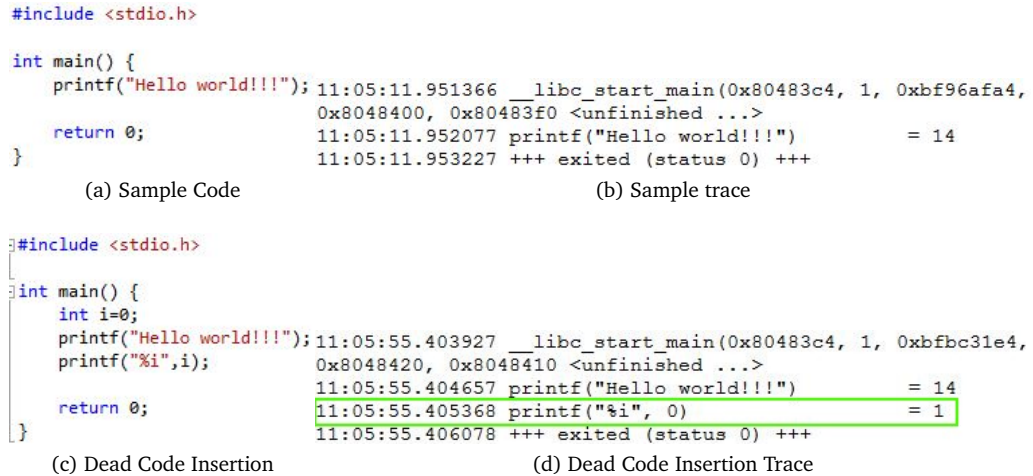 #include <stdio.h>
int main() {
printf("Hello world!!!");
return 0;
}
11:05:11.951366 __libc_start_main(0x80483c4, 1, 0xbf96afa4,
0x8048400, 0x80483f0 <unfinished ...>
11:05:11.952077 printf("Hello world!!!") = 14
11:05:11.953227 +++ exited (status 0) +++
(a) Sample Code
(b) Sample trace
#include <stdio.h>
int main() {
int i=0;
printf("Hello world!!!");
printf("%i",i);
return 0;
}
11:05:55.403927 __libc_start_main(0x80483c4, 1, 0xbfbc31e4,
0x8048420, 0x8048410 <unfinished ...>
11:05:55.404657 printf("Hello world!!!") = 14
11:05:55.405368 printf("%i", 0) = 1
11:05:55.406078 +++ exited (status 0) +++
(c) Dead Code Insertion
(d) Dead Code Insertion Trace